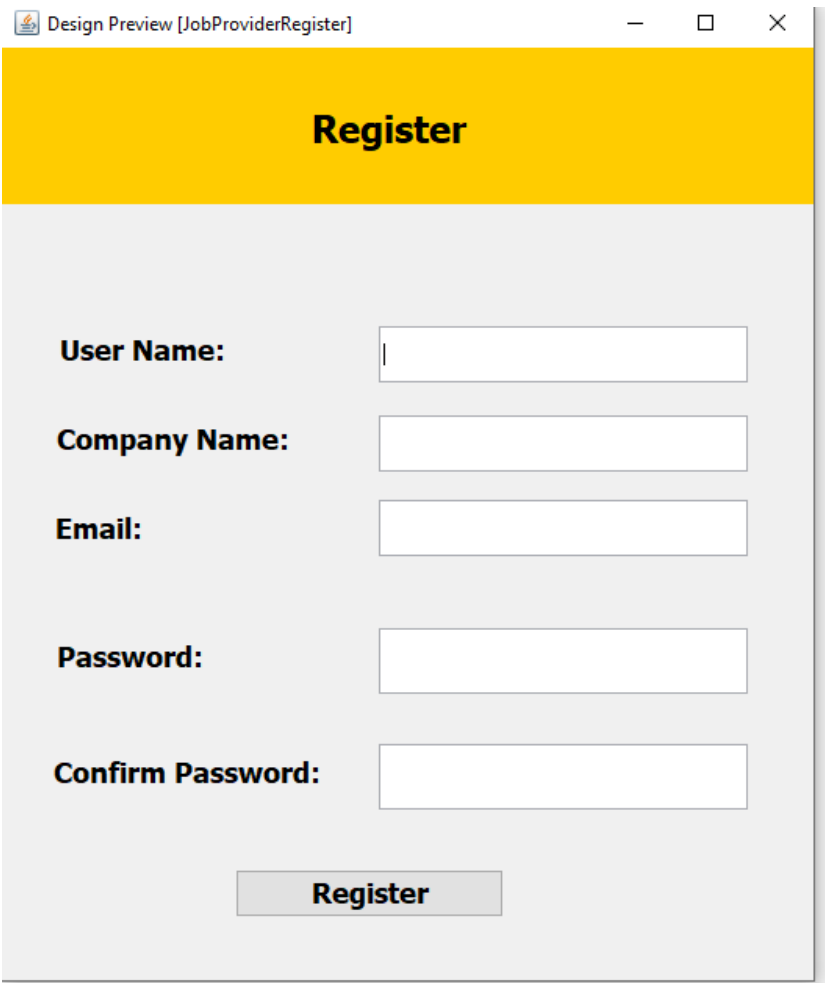 Design Preview [JobProviderRegister]
Register
User Name:
Company Name:
Email:
Password:
Confirm Password:
Register